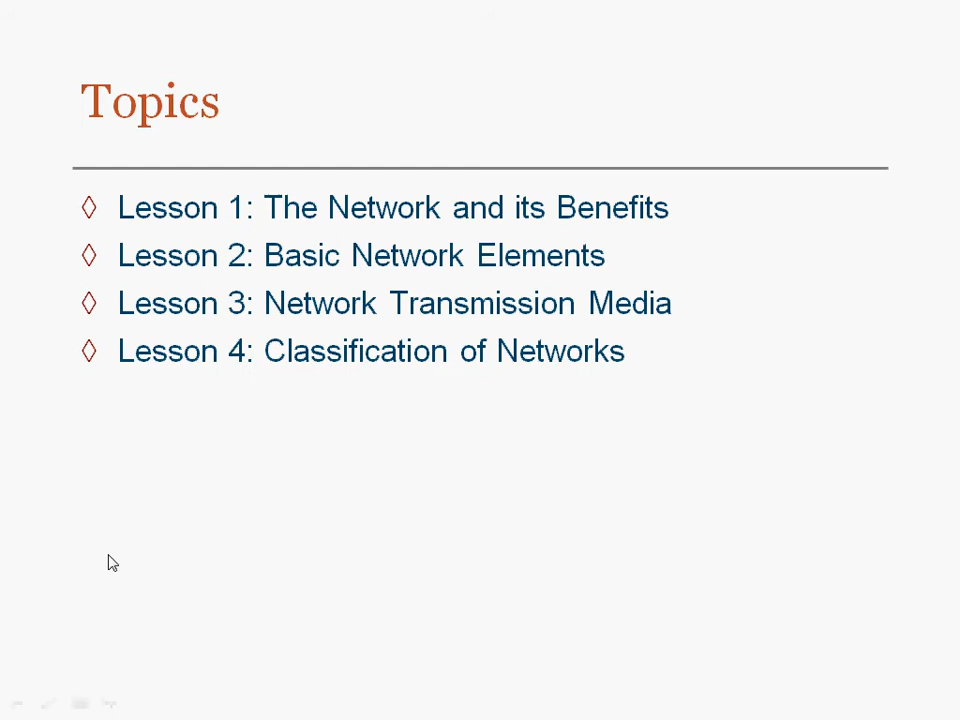 Topics
◊ Lesson 1: The Network and its Benefits
◊ Lesson 2: Basic Network Elements
◊ Lesson 3: Network Transmission Media
◊ Lesson 4: Classification of Networks